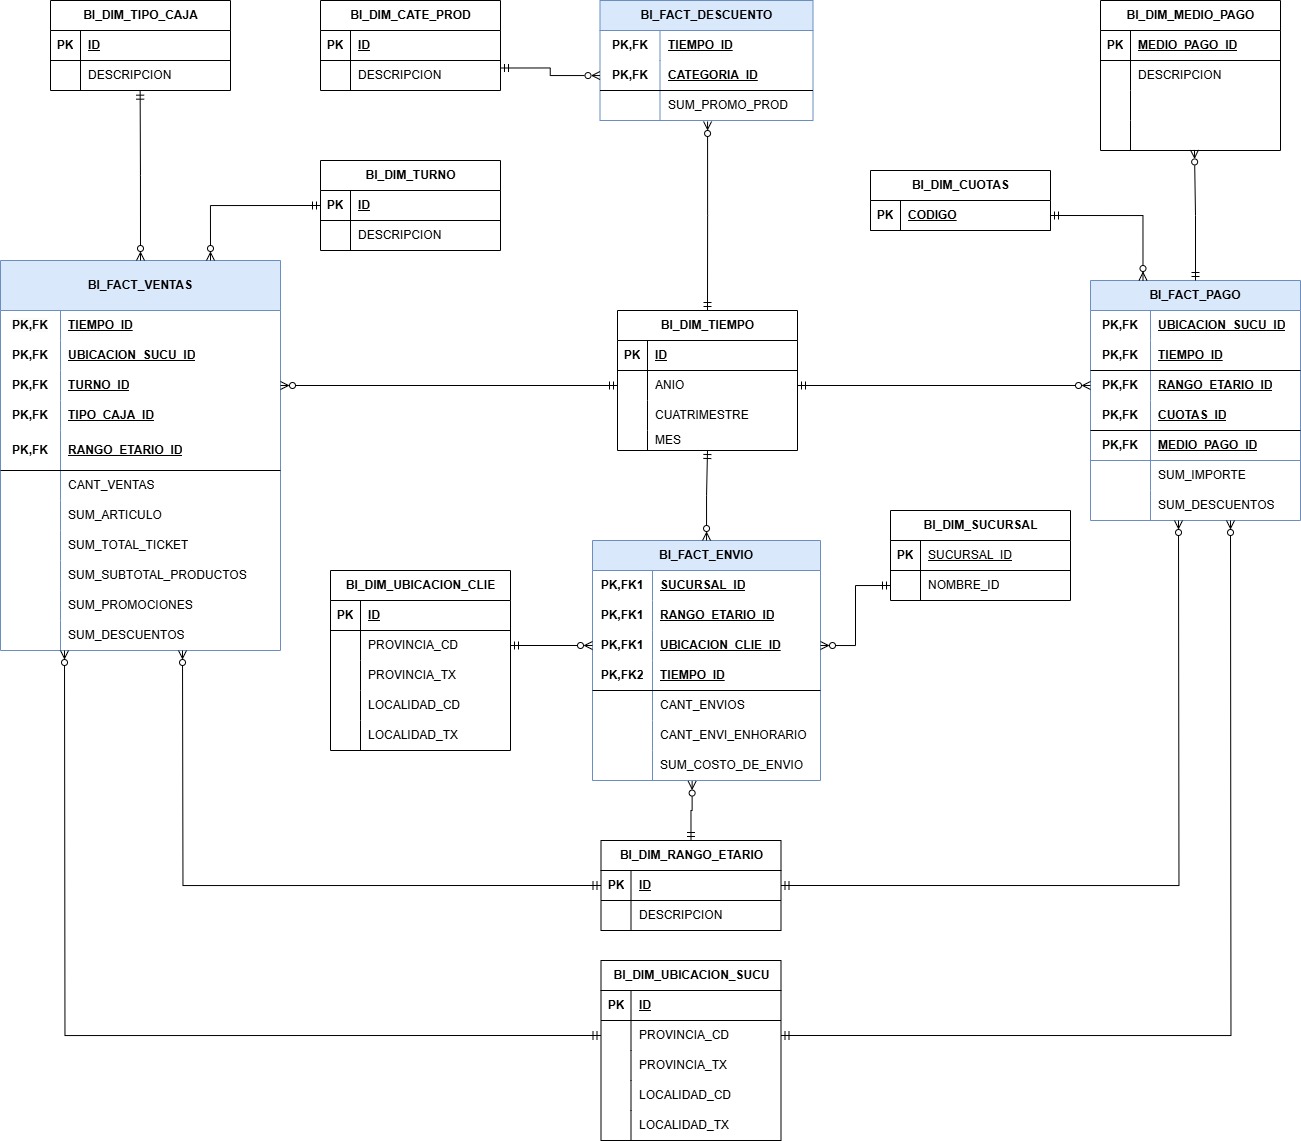 BI_DIM_TIPO_CAJA
PK ID
DESCRIPCION
BI_DIM_CATE_PROD
PK ID
DESCRIPCION
BI_FACT_DESCUENTO
PK,FK TIEMPO_ID
PK,FK CATEGORIA_ID
SUM_PROMO_PROD
BI_DIM_MEDIO_PAGO
PK MEDIO_PAGO_ID
DESCRIPCION
BI_DIM_TURNO
PK ID
DESCRIPCION
BI_DIM_CUOTAS
PK CODIGO
BI_FACT_VENTAS
PK,FK TIEMPO_ID
PK,FK UBICACION_SUCU_ID
PK,FK TURNO_ID
PK,FK TIPO_CAJA_ID
PK,FK RANGO_ETARIO_ID
CANT_VENTAS
SUM_ARTICULO
SUM_TOTAL_TICKET
SUM_SUBTOTAL_PRODUCTOS
SUM_PROMOCIONES
SUM_DESCUENTOS
BI_DIM_TIEMPO
PK ID
ANIO
CUATRIMESTRE
MES
BI_FACT_PAGO
PK,FK UBICACION_SUCU_ID
PK,FK TIEMPO_ID
PK,FK RANGO_ETARIO_ID
PK,FK CUOTAS_ID
PK,FK MEDIO_PAGO_ID
SUM_IMPORTE
SUM_DESCUENTOS
BI_DIM_UBICACION_CLIE
PK ID
PROVINCIA_CD
PROVINCIA_TX
LOCALIDAD_CD
LOCALIDAD_TX
BI_FACT_ENVIO
PK,FK1 SUCURSAL_ID
PK,FK1 RANGO_ETARIO_ID
PK,FK1 UBICACION_CLIE_ID
PK,FK2 TIEMPO_ID
CANT_ENVIOS
CANT_ENVI_ENHORARIO
SUM_COSTO_DE_ENVIO
BI_DIM_SUCURSAL
PK SUCURSAL_ID
NOMBRE_ID
BI_DIM_RANGO_ETARIO
PK ID
DESCRIPCION
BI_DIM_UBICACION_SUCU
PK ID
PROVINCIA_CD
PROVINCIA_TX
LOCALIDAD_CD
LOCALIDAD_TX